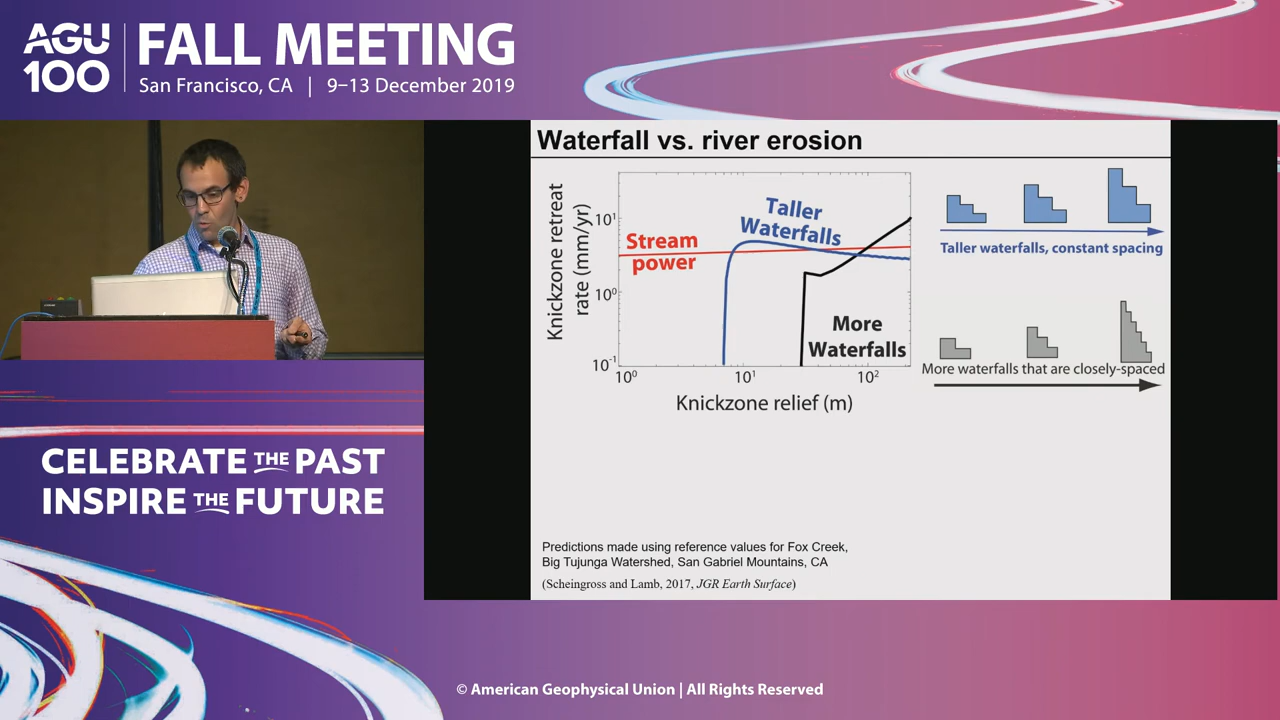 AGU
100
FALL MEETING
San Francisco, CA | 9–13 December 2019
CELEBRATE THE PAST
INSPIRE THE FUTURE
Waterfall vs. river erosion
Knickzone retreat
rate (mm/yr)
10¹
10⁰
10⁻¹
Stream
power
Taller
Waterfalls
More
Waterfalls
10⁰
10¹
10²
Knickzone relief (m)
Taller waterfalls, constant spacing
More waterfalls that are closely-spaced
Predictions made using reference values for Fox Creek,
Big Tujunga Watershed, San Gabriel Mountains, CA
(Scheingross and Lamb, 2017, JGR Earth Surface)
© American Geophysical Union | All Rights Reserved